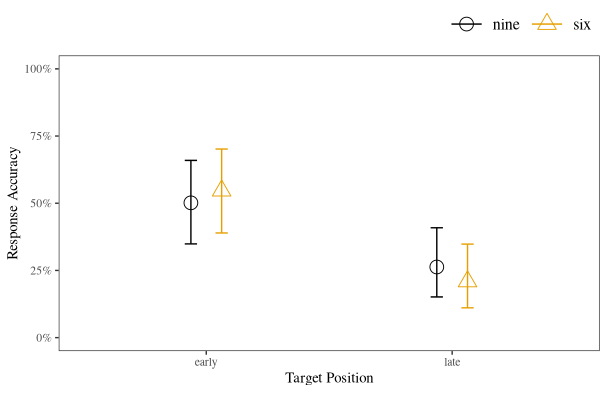 nine six
100%
75%
50%
25%
0%
Response Accuracy
early late
Target Position